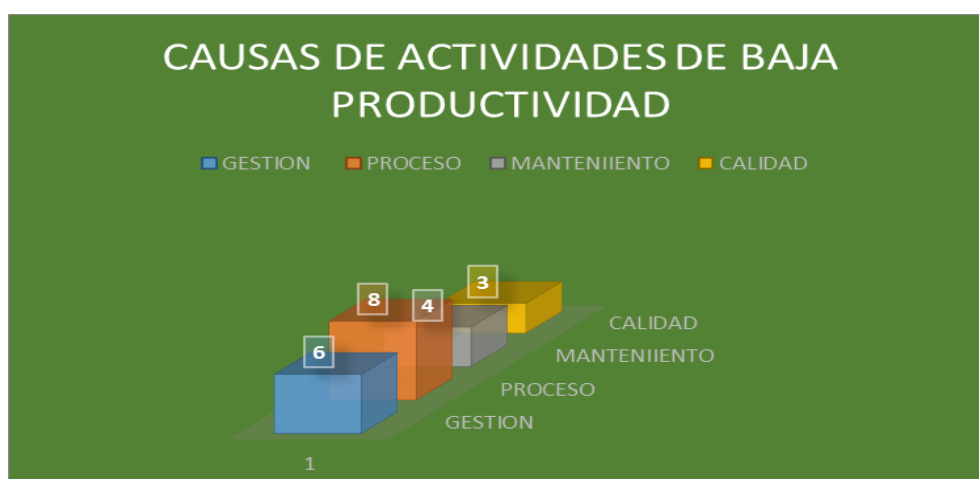 CAUSAS DE ACTIVIDADES DE BAJA
PRODUCTIVIDAD
GESTION PROCESO MANTENIIENTO CALIDAD
3
8
4
6
CALIDAD
MANTENIIENTO
PROCESO
GESTION
1